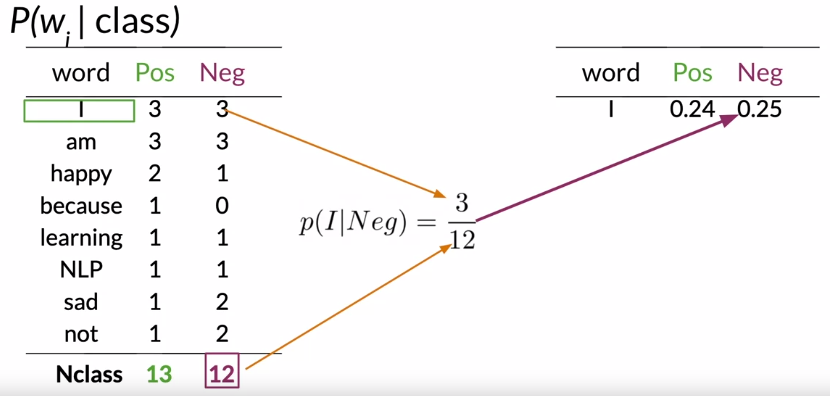 P(w_i | class)
word Pos Neg
I 3 3
am 3 3
happy 2 1
because 1 0
learning 1 1
NLP 1 1
sad 1 2
not 1 2
Nclass 13 12
p(I|Neg) = 3/12
word Pos Neg
I 0.24 0.25